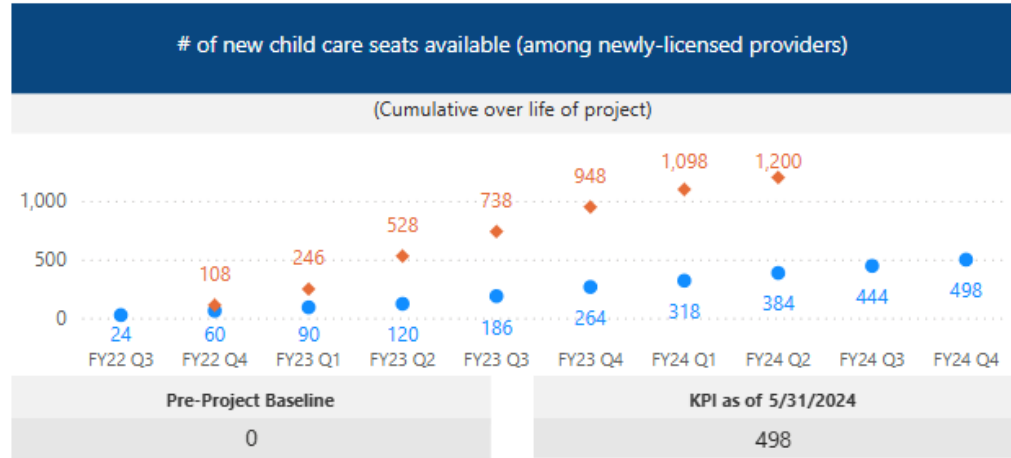 # of new child care seats available (among newly-licensed providers)
(Cumulative over life of project)
1,098 1,200
948
1,000 738
528
500 246
108
0
24 60 90 120 186 264 318 384 444 498
FY22 Q3 FY22 Q4 FY23 Q1 FY23 Q2 FY23 Q3 FY23 Q4 FY24 Q1 FY24 Q2 FY24 Q3 FY24 Q4
Pre-Project Baseline KPI as of 5/31/2024
0 498